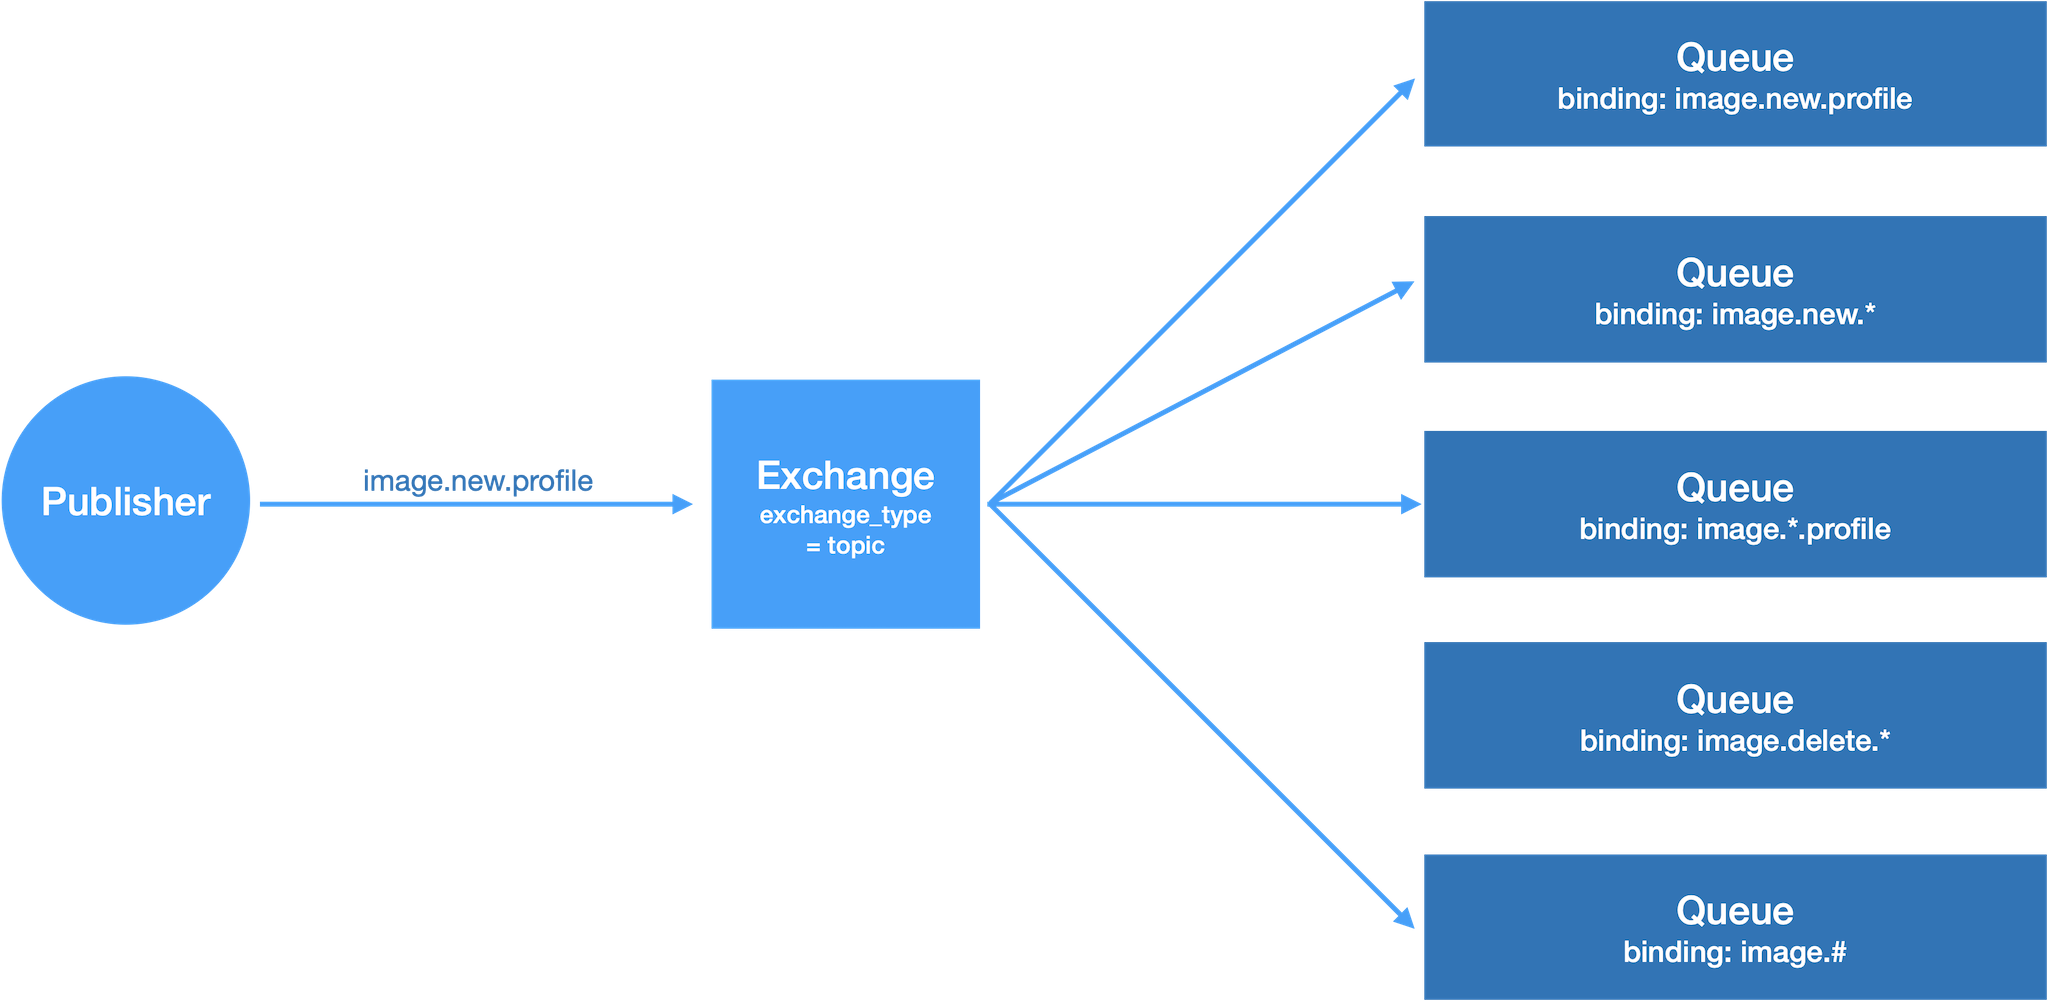 Publisher
image.new.profile
Exchange
exchange_type
= topic
Queue
binding: image.new.profile
Queue
binding: image.new.*
Queue
binding: image.*.profile
Queue
binding: image.delete.*
Queue
binding: image.#